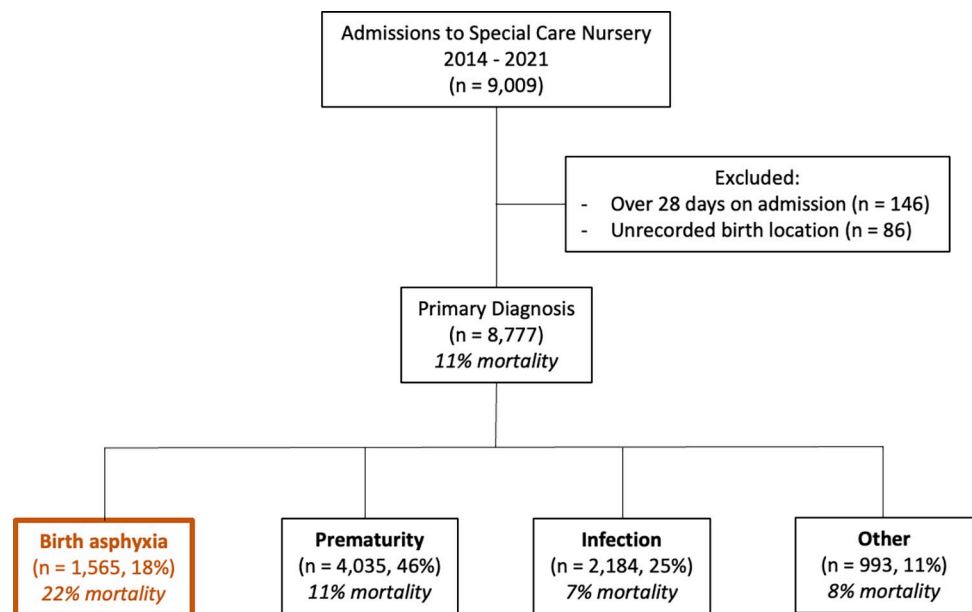 Admissions to Special Care Nursery
2014 - 2021
(n = 9,009)
Excluded:
- Over 28 days on admission (n = 146)
- Unrecorded birth location (n = 86)
Primary Diagnosis
(n = 8,777)
11% mortality
Birth asphyxia
(n = 1,565, 18%)
22% mortality
Prematurity
(n = 4,035, 46%)
11% mortality
Infection
(n = 2,184, 25%)
7% mortality
Other
(n = 993, 11%)
8% mortality